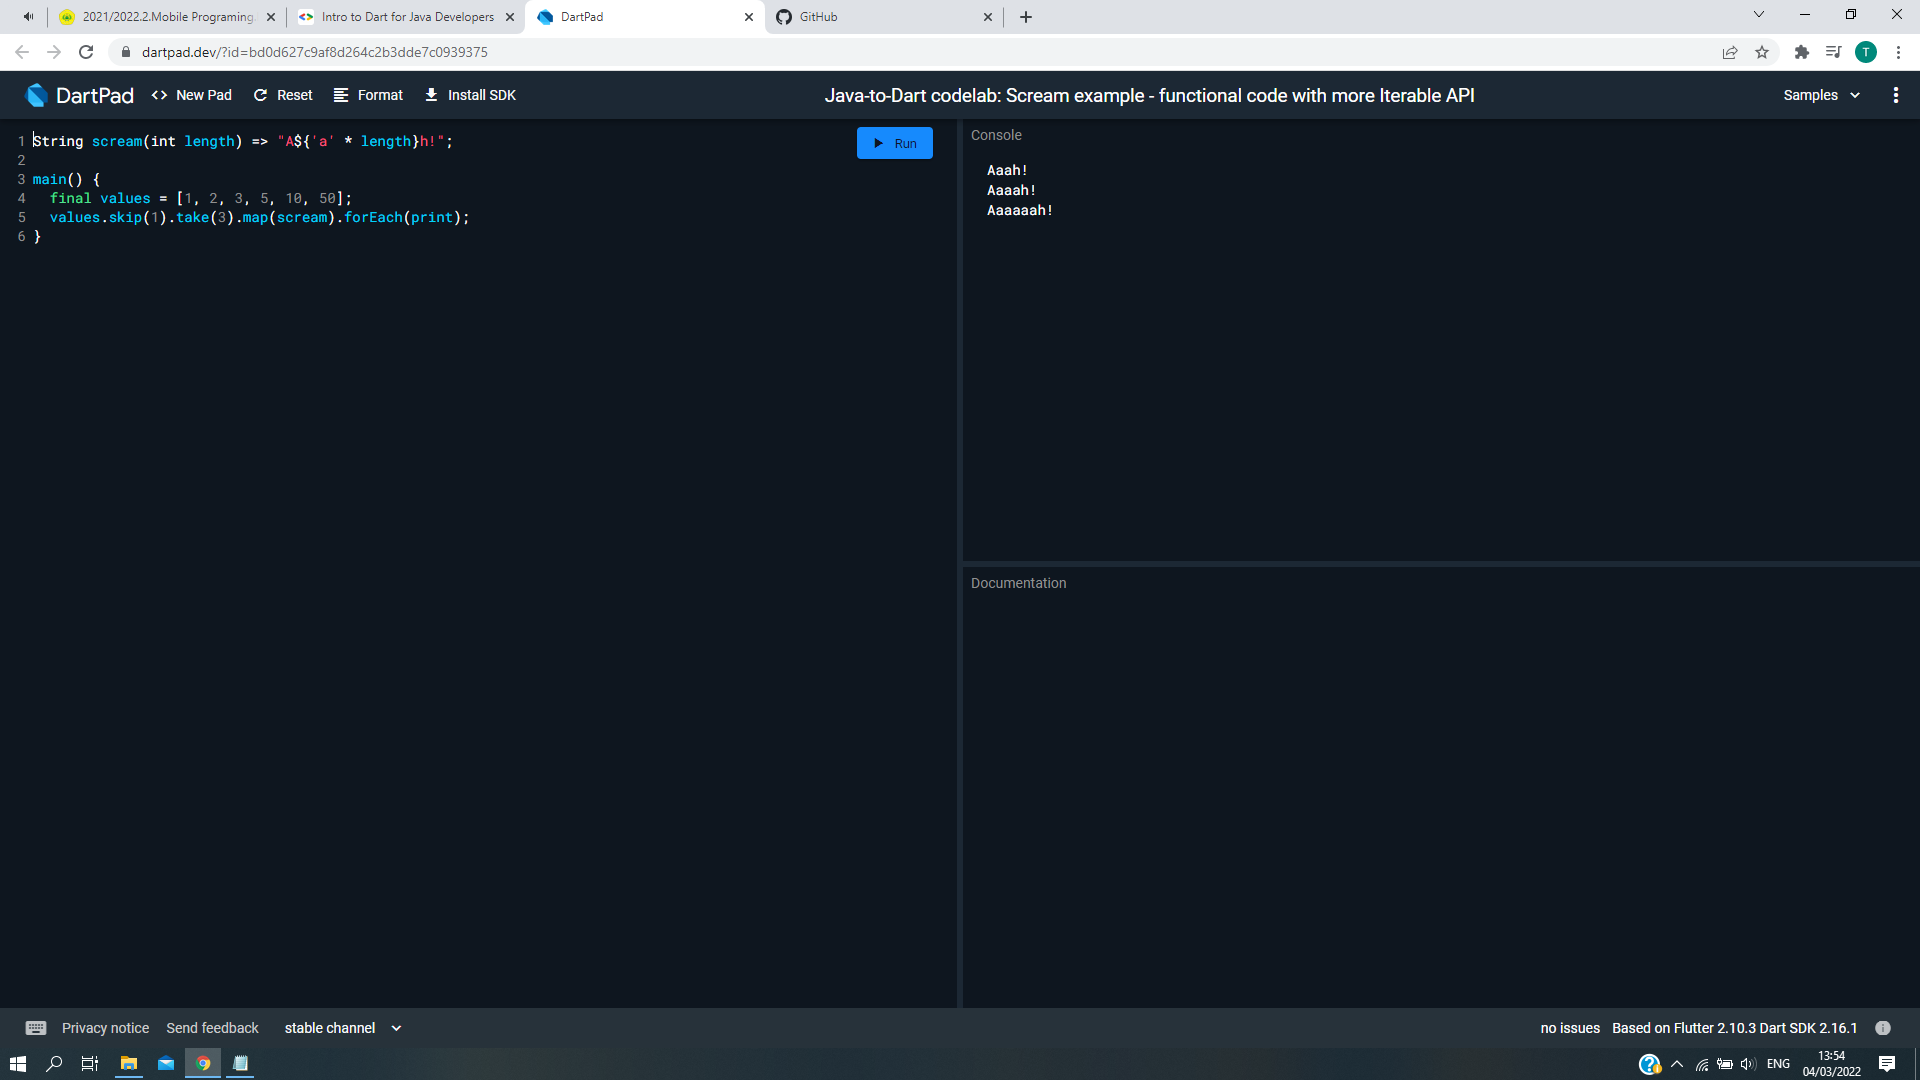 2021/2022.2.Mobile Programing.
Intro to Dart for Java Developers
DartPad
GitHub
dartpad.dev/?id=bd0d627c9af8d264c2b3dde7c0939375
T
DartPad
<> New Pad
Reset
Format
Install SDK
Java-to-Dart codelab: Scream example - functional code with more Iterable API
Samples
1 String scream(int length) => "A${'a' * length}h!";
2
3 main() {
4   final values = [1, 2, 3, 5, 10, 50];
5   values.skip(1).take(3).map(scream).forEach(print);
6 }
Run
Console
Aaah!
Aaaah!
Aaaaaah!
Documentation
Privacy notice
Send feedback
stable channel
no issues
Based on Flutter 2.10.3 Dart SDK 2.16.1
ENG
13:54
04/03/2022